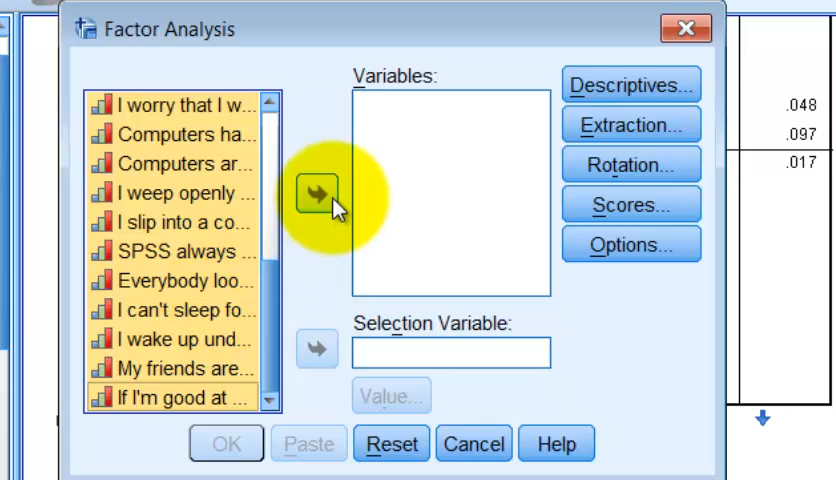 Factor Analysis
Variables:
I worry that I w...
Computers ha...
Computers ar...
I weep openly ...
I slip into a co...
SPSS always ...
Everybody loo...
I can't sleep fo...
I wake up und...
My friends are...
If I'm good at ...
Selection Variable:
Value...
Descriptives...
Extraction...
Rotation...
Scores...
Options...
OK
Paste
Reset
Cancel
Help
.048
.097
.017